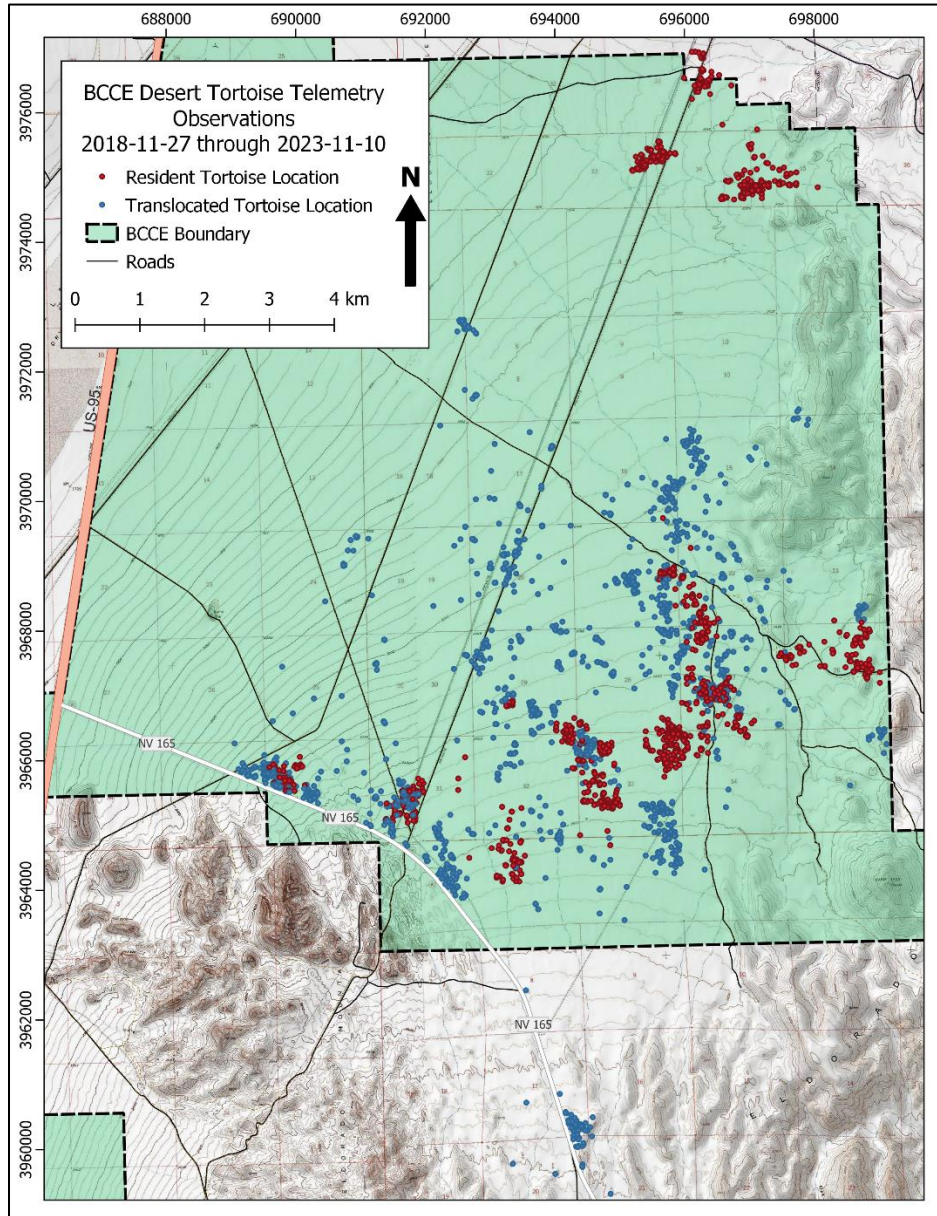 688000 690000 692000 694000 696000 698000
BCCE Desert Tortoise Telemetry
Observations
2018-11-27 through 2023-11-10
Resident Tortoise Location
Translocated Tortoise Location
BCCE Boundary
Roads
0 1 2 3 4 km
N
3976000
3974000
3972000
3970000
3968000
3966000
3964000
3962000
3960000
US-95
NV 165
NV 165
NV 165